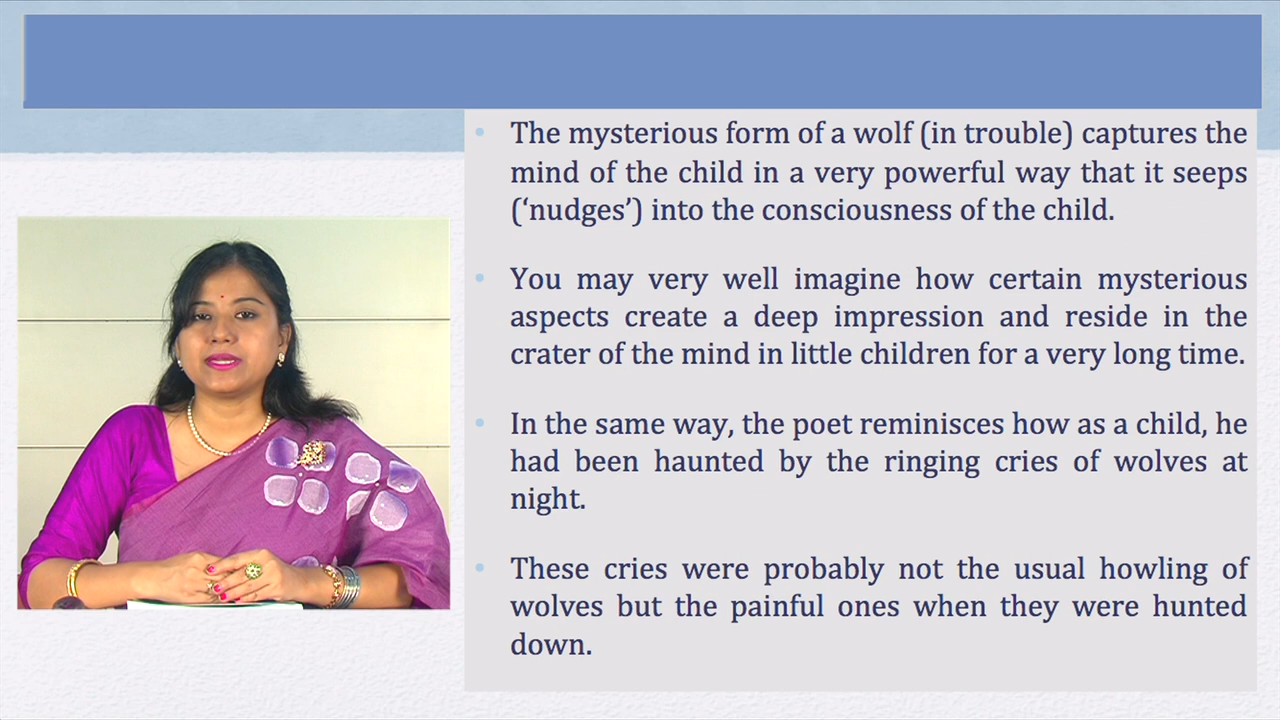 The mysterious form of a wolf (in trouble) captures the
mind of the child in a very powerful way that it seeps
(‘nudges’) into the consciousness of the child.
You may very well imagine how certain mysterious
aspects create a deep impression and reside in the
crater of the mind in little children for a very long time.
In the same way, the poet reminisces how as a child, he
had been haunted by the ringing cries of wolves at
night.
These cries were probably not the usual howling of
wolves but the painful ones when they were hunted
down.